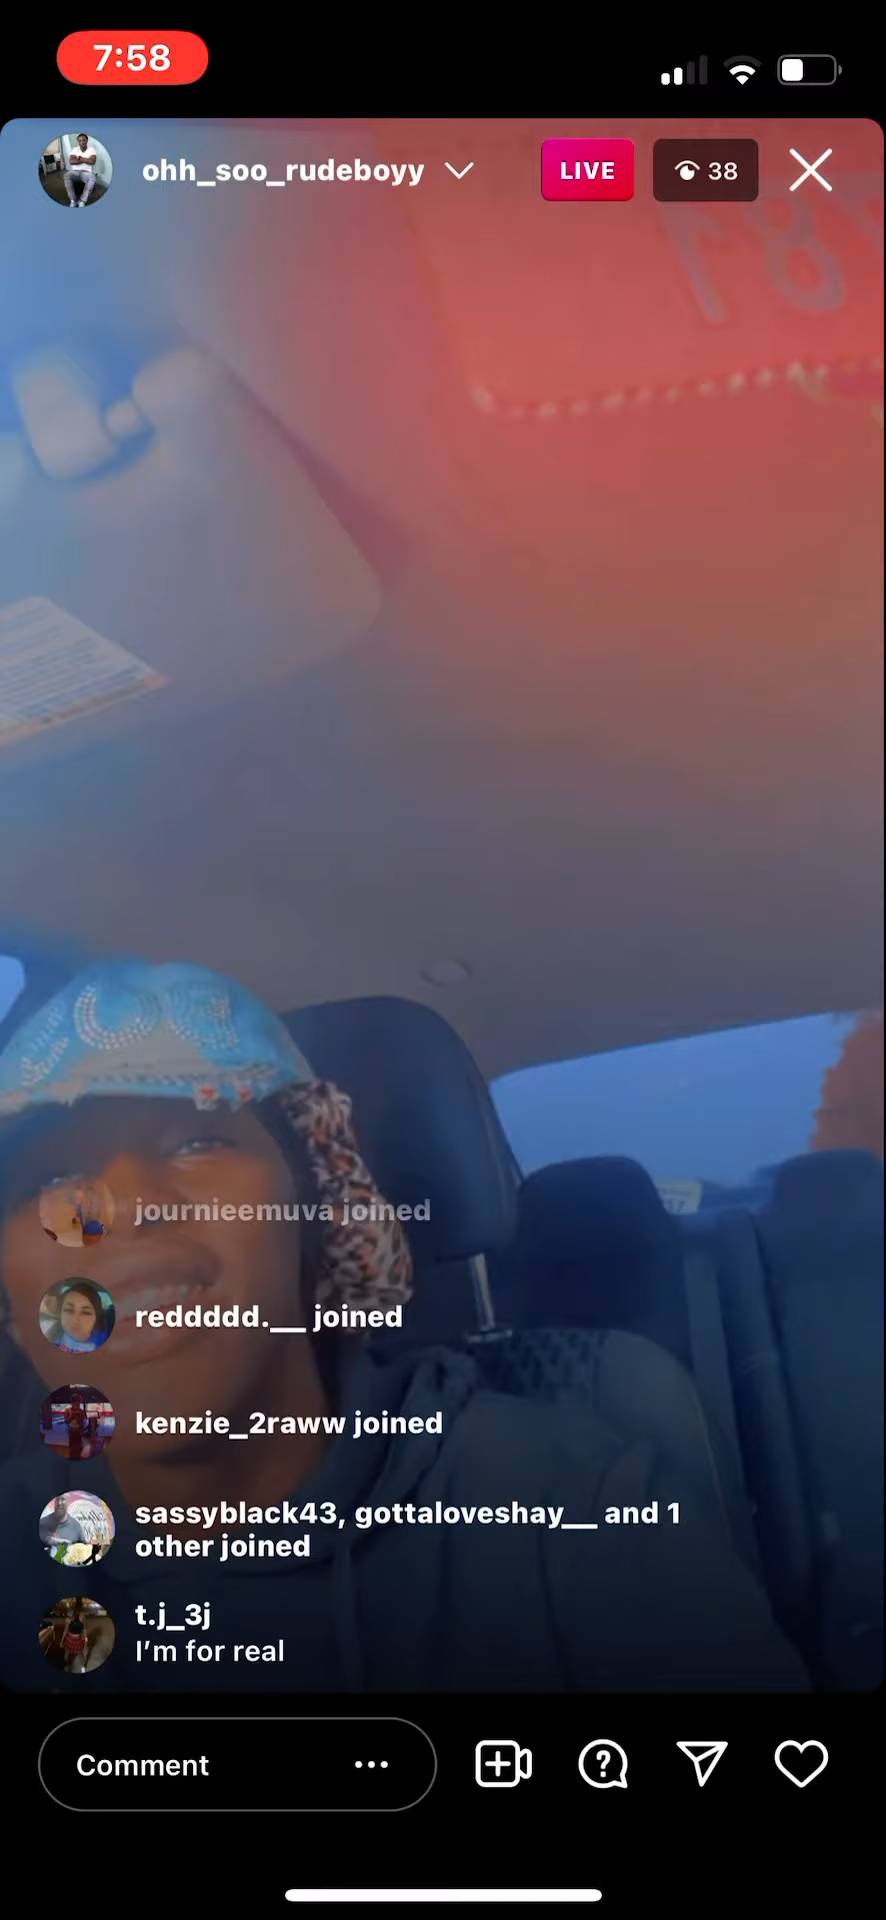 7:58
ohh_soo_rudeboyy
LIVE
38
781
journieemuva joined
reddddd.__ joined
kenzie_2raww joined
sassyblack43, gottaloveshay__ and 1
other joined
t.j_3j
I'm for real
Comment